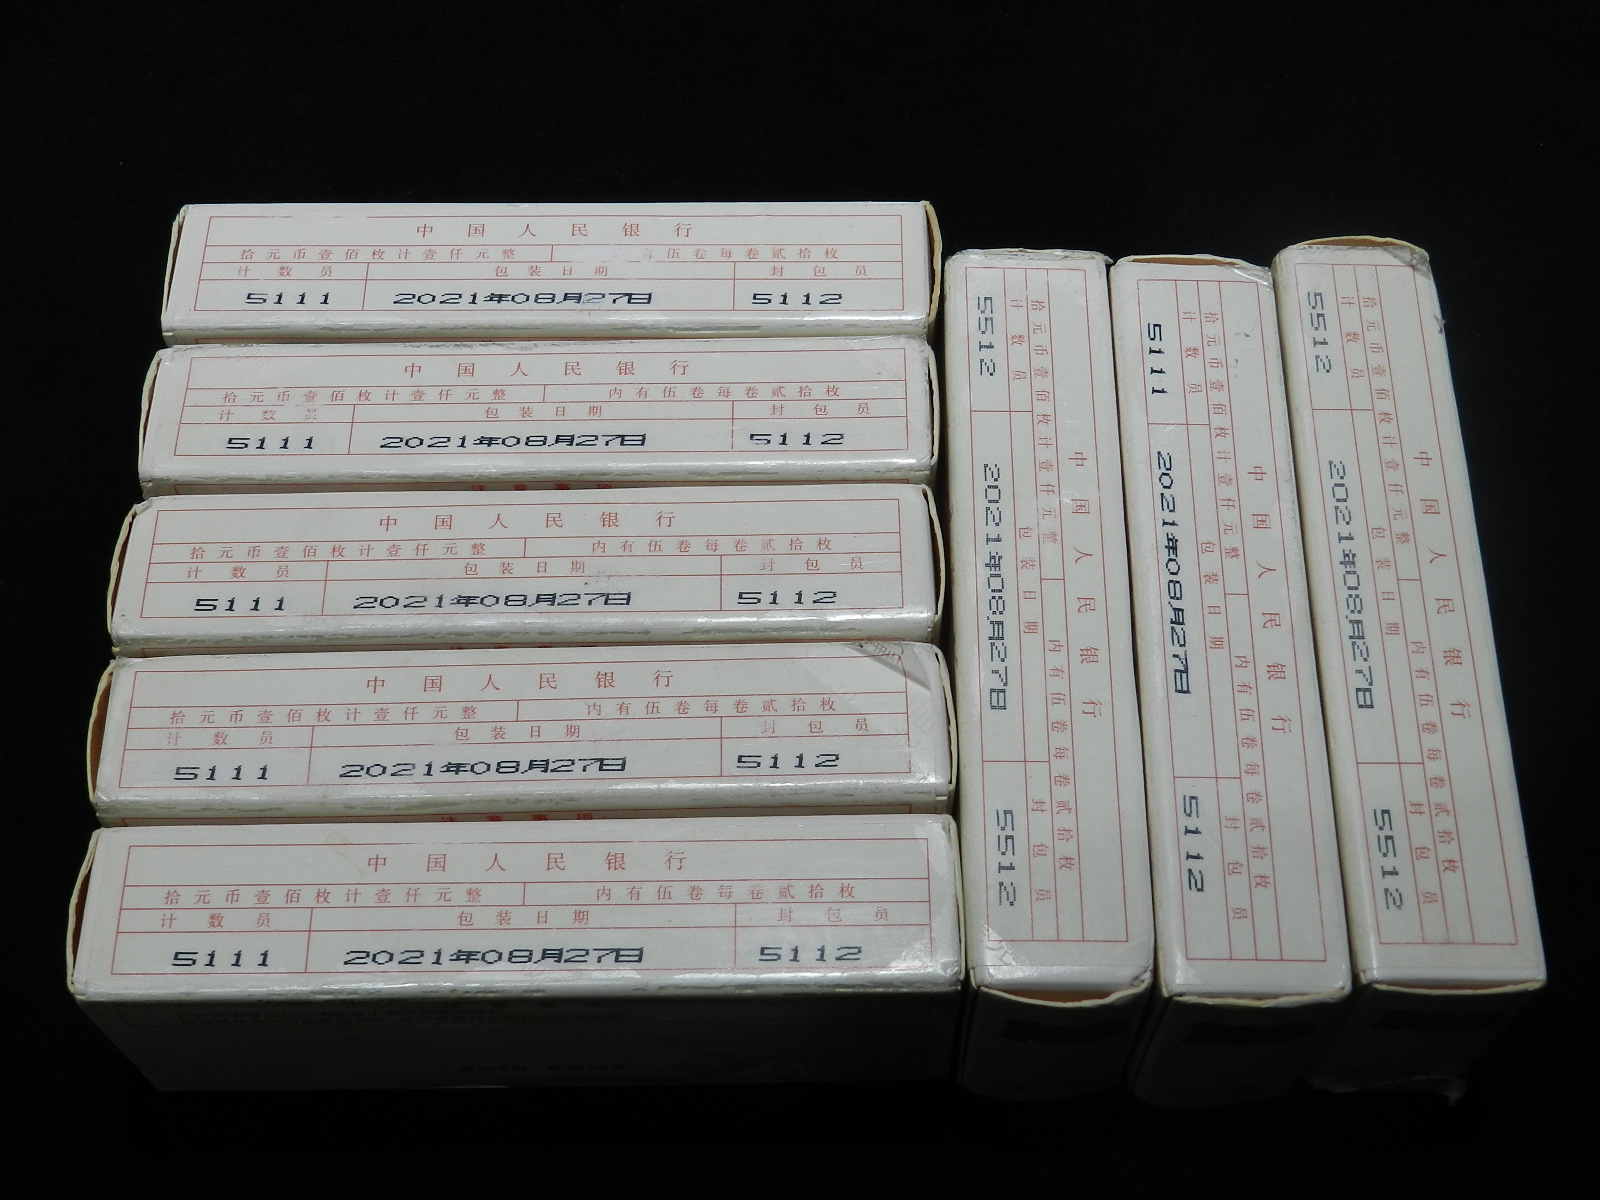 中国人民银行
拾元币壹佰枚计壹仟元整 有伍卷每卷贰拾枚
计数员 包装日期 封包员
5111 2021年08月27日 5112
中国人民银行
拾元币壹佰枚计壹仟元整 内有伍卷每卷贰拾枚
计数员 包装日期 封包员
5111 2021年08月27日 5112
注意事项
中国人民银行
拾元币壹佰枚计壹仟元整 内有伍卷每卷贰拾枚
计数员 包装日期 封包员
5111 2021年08月27日 5112
中国人民银行
拾元币壹佰枚计壹仟元整 内有伍卷每卷贰拾枚
计数员 包装日期 封包员
5111 2021年08月27日 5112
注意事项
中国人民银行
拾元币壹佰枚计壹仟元整 内有伍卷每卷贰拾枚
计数员 包装日期 封包员
5111 2021年08月27日 5112
中国人民银行
拾元币壹佰枚计壹仟元整 内有伍卷每卷贰拾枚
计数员 包装日期 封包员
5512 2021年08月27日 5512
中国人民银行
拾元币壹佰枚计壹仟元整 内有伍卷每卷贰拾枚
计数员 包装日期 封包员
5111 2021年08月27日 5112
中国人民银行
拾元币壹佰枚计壹仟元整 内有伍卷每卷贰拾枚
计数员 包装日期 封包员
5512 2021年08月27日 5512